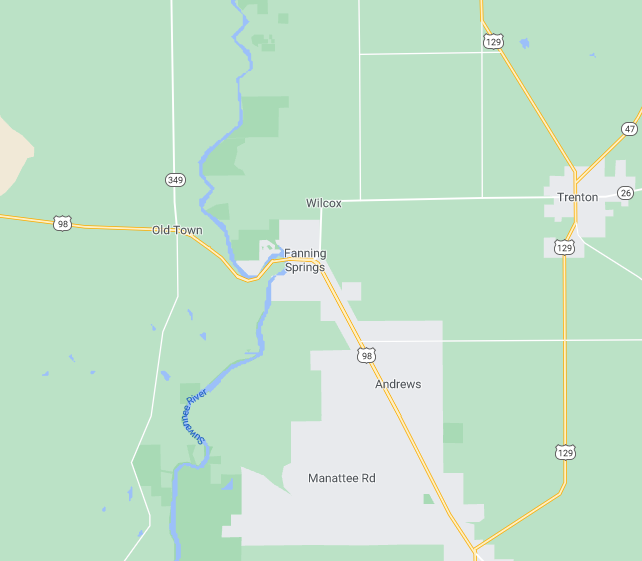 129
47
349
Wilcox
Trenton
26
98
Old Town
129
Fanning
Springs
98
Andrews
Suwannee River
129
Manattee Rd